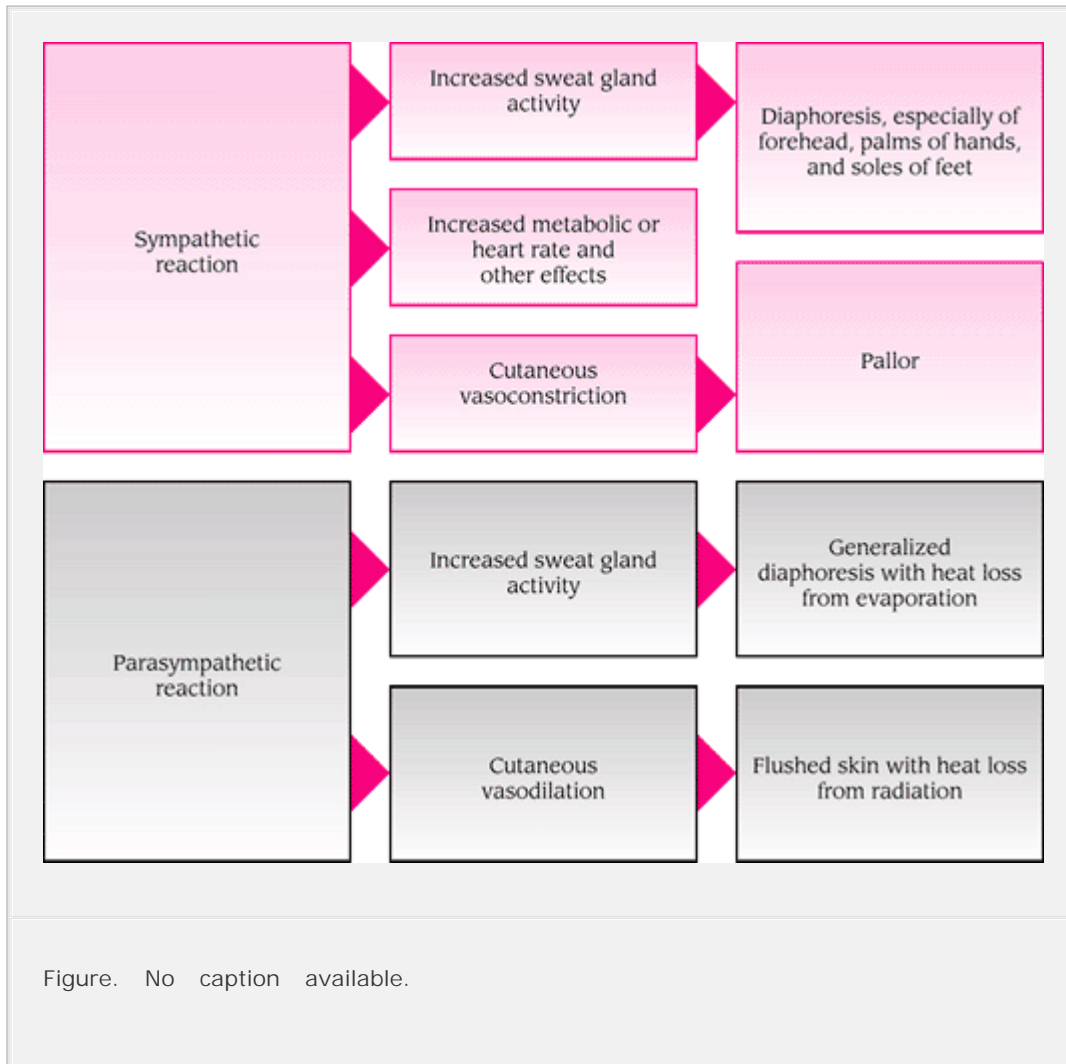 Sympathetic
reaction
Increased sweat gland
activity
Diaphoresis, especially of
forehead, palms of hands,
and soles of feet
Increased metabolic or
heart rate and
other effects
Cutaneous
vasoconstriction
Pallor
Parasympathetic
reaction
Increased sweat gland
activity
Generalized
diaphoresis with heat loss
from evaporation
Cutaneous
vasodilation
Flushed skin with heat loss
from radiation
Figure. No caption available.